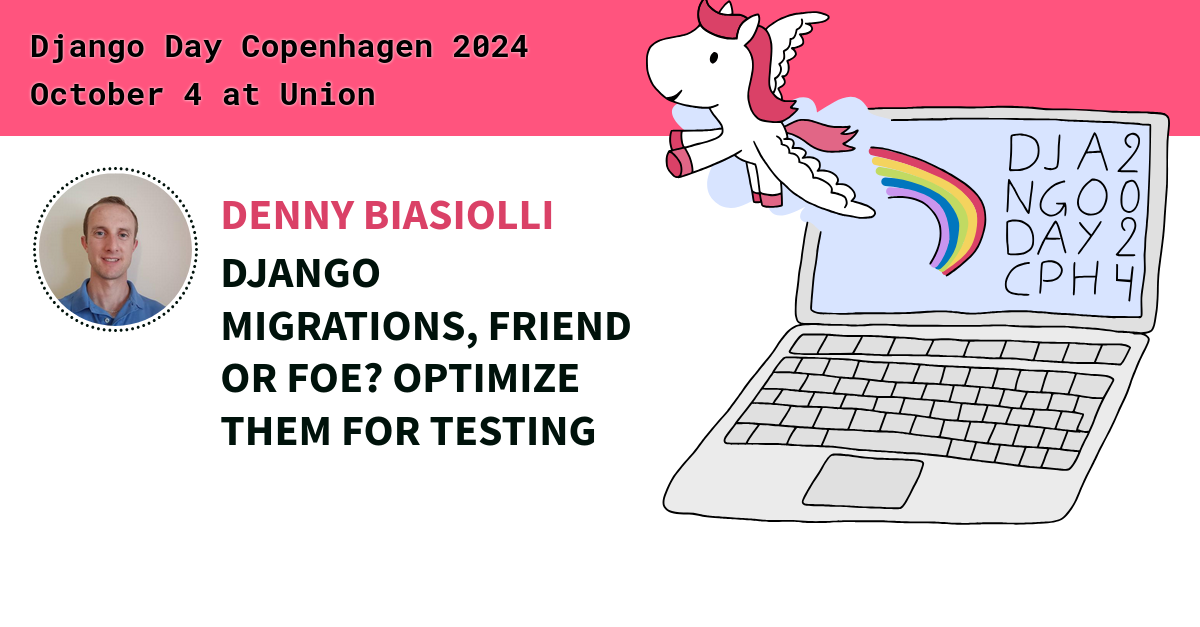 Django Day Copenhagen 2024
October 4 at Union
DENNY BIASIOLLI
DJANGO
MIGRATIONS, FRIEND
OR FOE? OPTIMIZE
THEM FOR TESTING
DJA2
NGO0
DAY2
CPH4